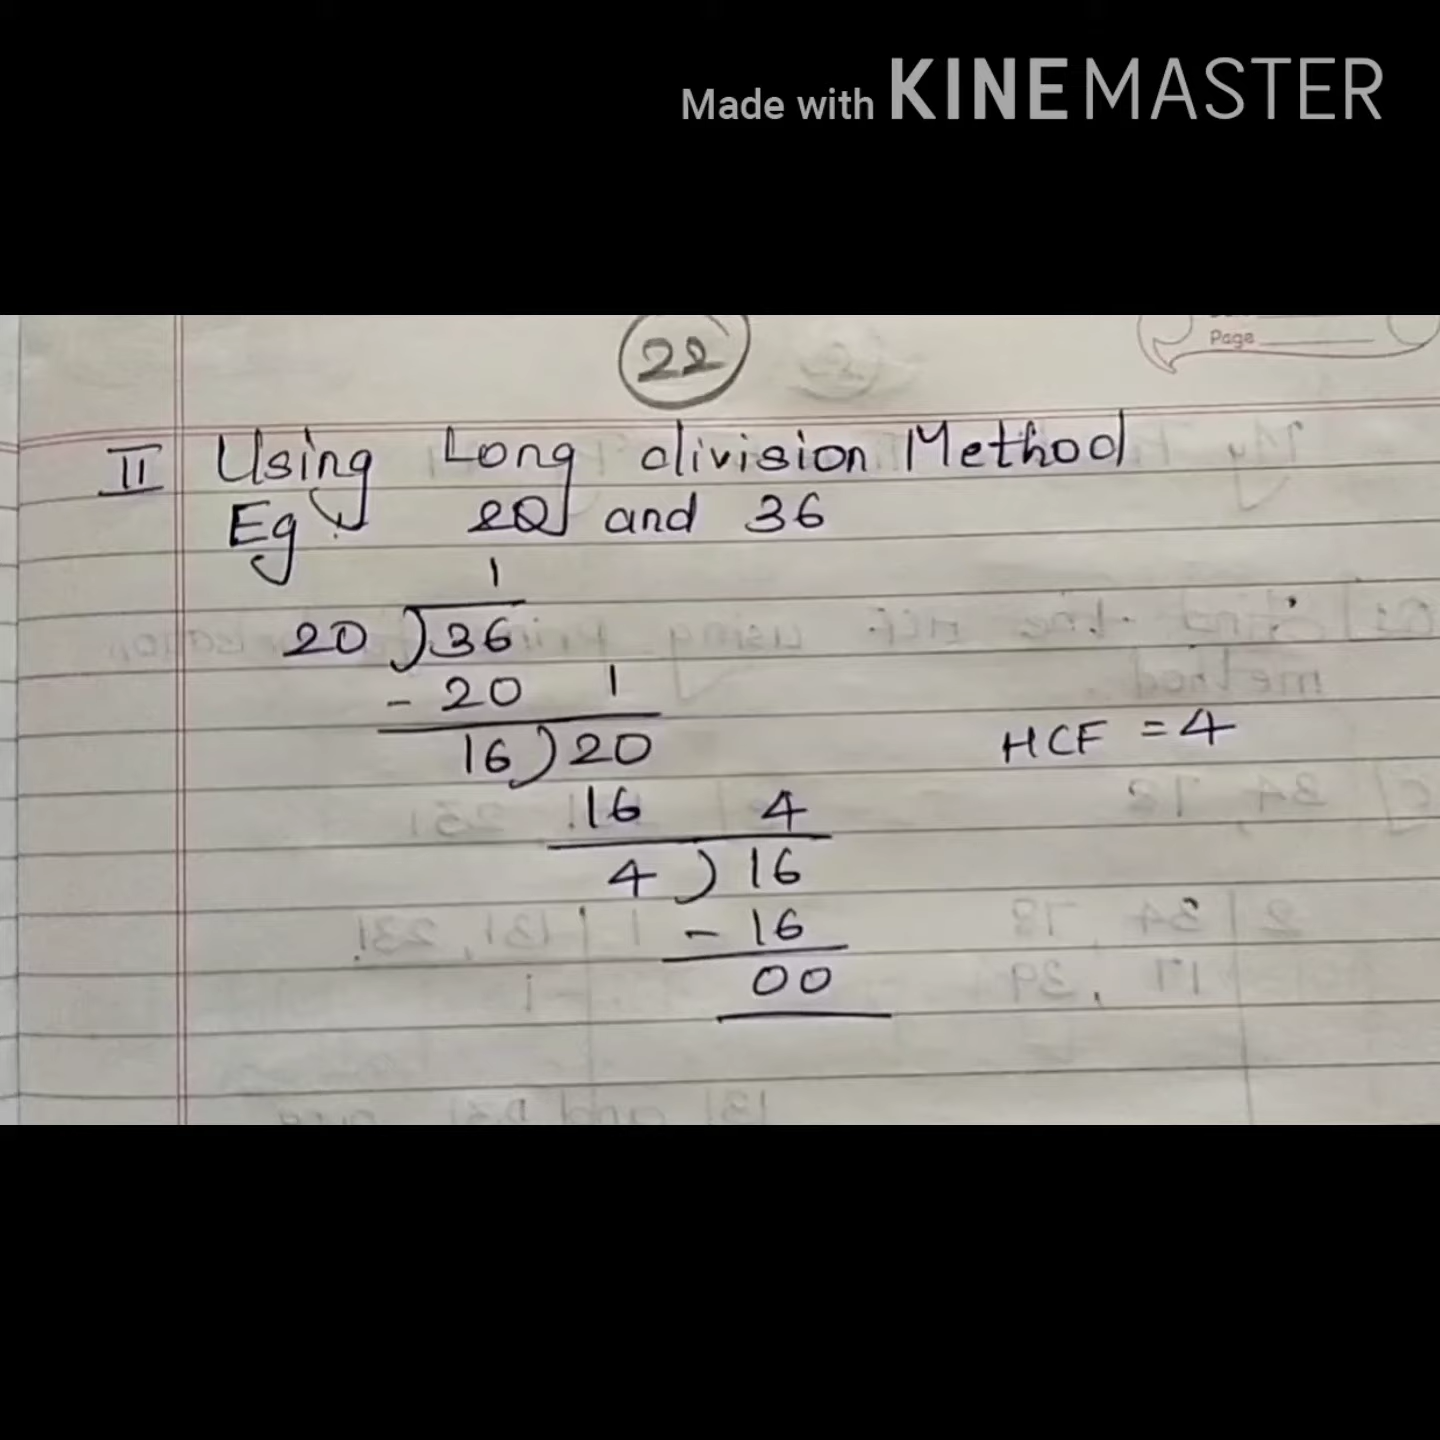 Made with KINEMASTER
22
Page
II Using Long division Method
Eg 20 and 36
1
20 ) 36
- 20 1
16 ) 20
HCF = 4
16 4
4 ) 16
- 16
00